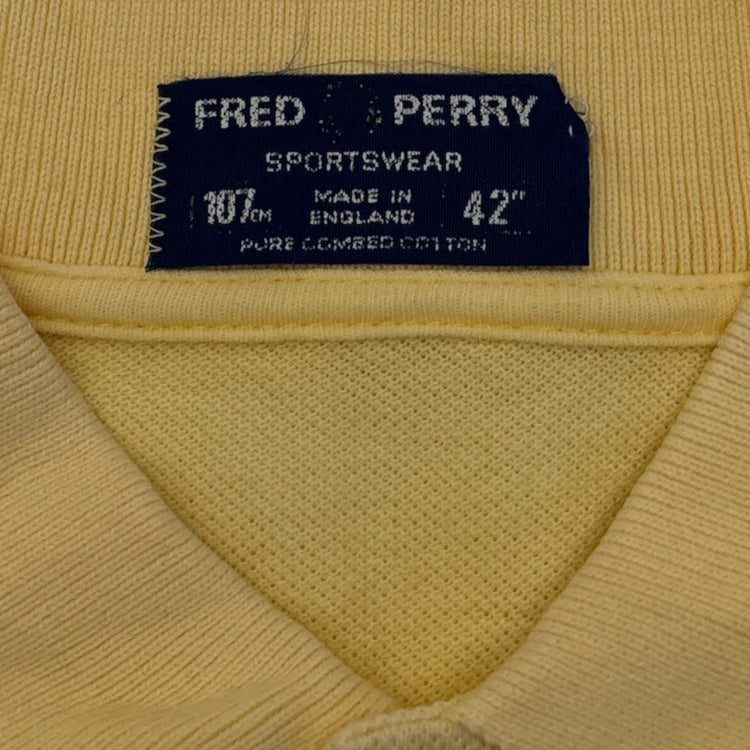 FRED PERRY
SPORTSWEAR
107CM MADE IN ENGLAND 42"
PURE COMBED COTTON